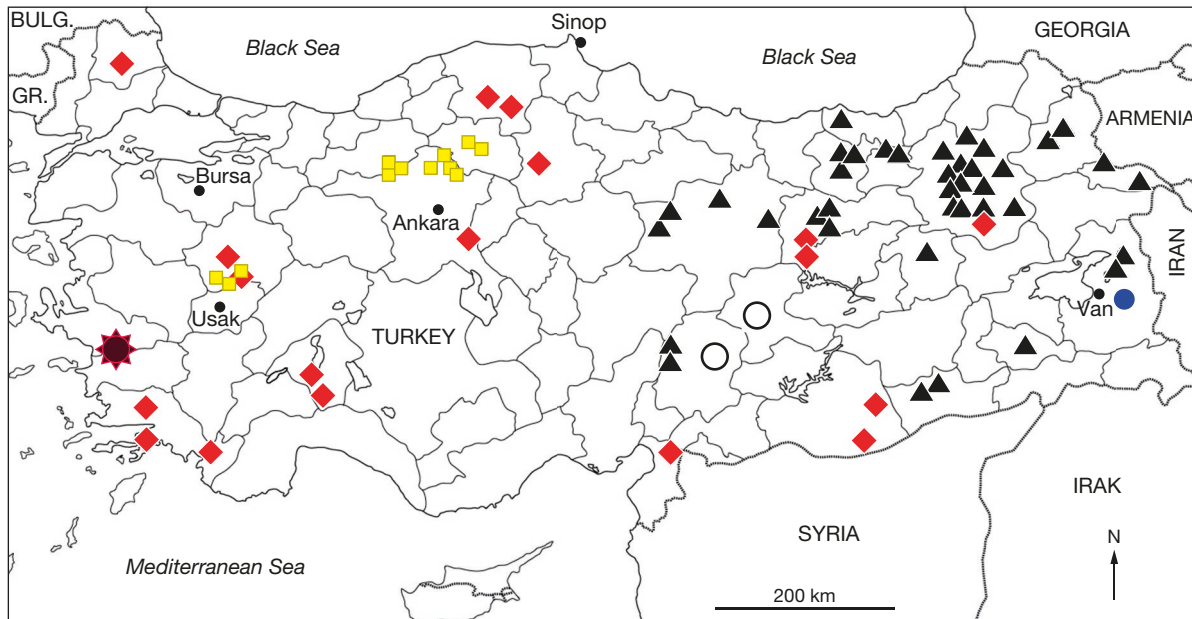 BULG.
Black Sea
Sinop
Black Sea
GEORGIA
GR.
ARMENIA
Bursa
Ankara
IRAN
Van
Usak
TURKEY
IRAK
SYRIA
N
Mediterranean Sea
200 km